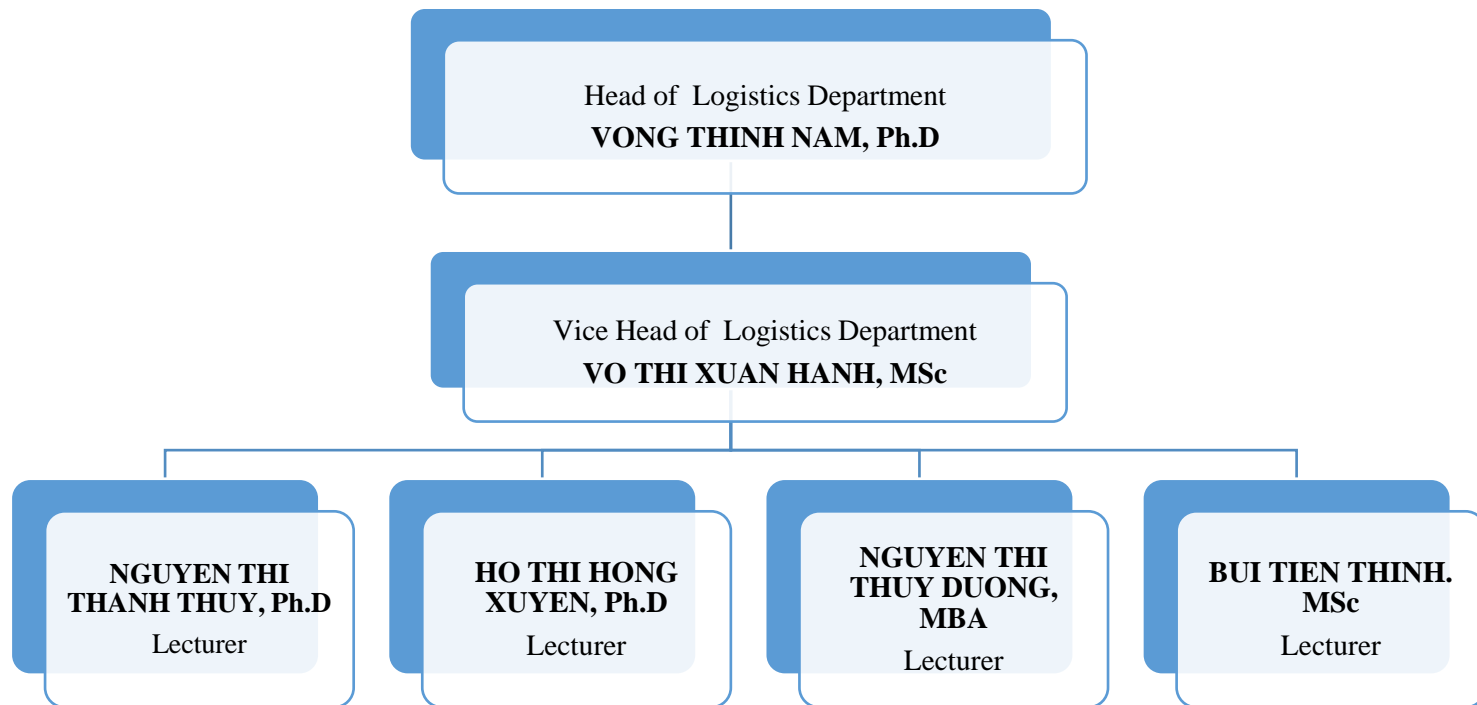 Head of  Logistics Department
VONG THINH NAM, Ph.D
Vice Head of  Logistics Department
VO THI XUAN HANH, MSc
NGUYEN THI
THANH THUY, Ph.D
Lecturer
HO THI HONG
XUYEN, Ph.D
Lecturer
NGUYEN THI
THUY DUONG,
MBA
Lecturer
BUI TIEN THINH.
MSc
Lecturer